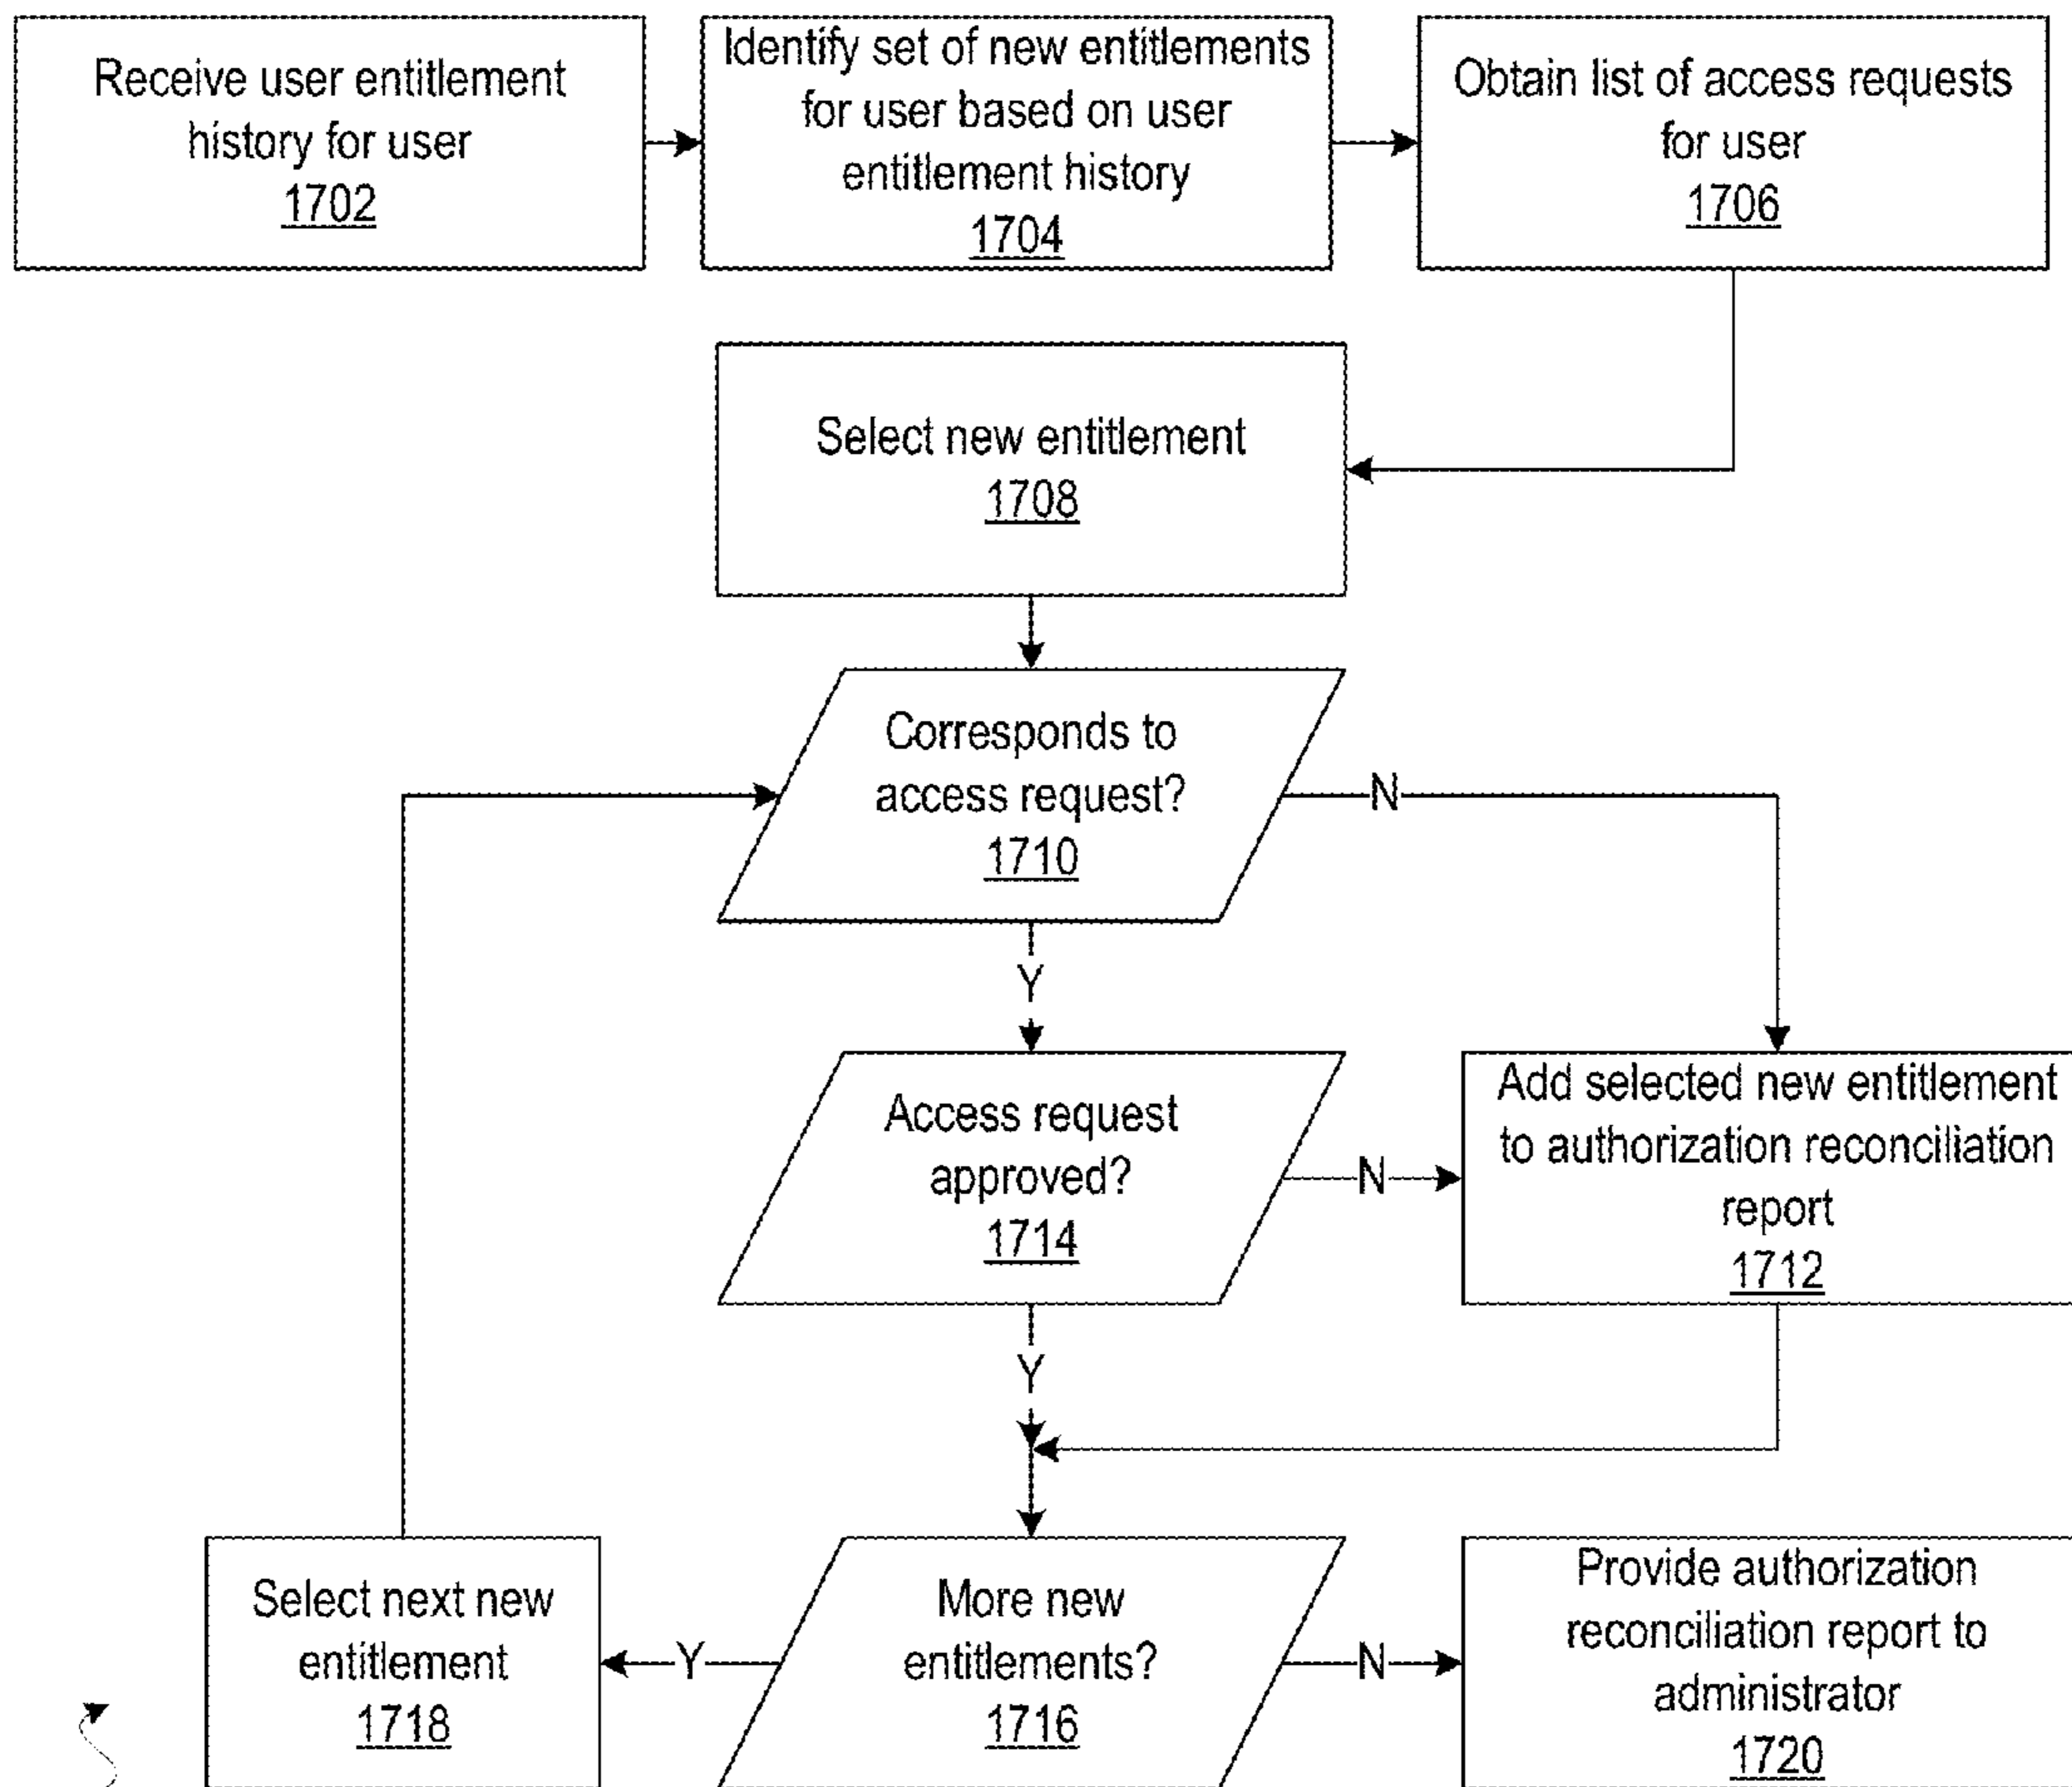 Receive user entitlement
history for user
1702
Identify set of new entitlements
for user based on user
entitlement history
1704
Obtain list of access requests
for user
1706
Select new entitlement
1708
Corresponds to
access request?
1710
N
Y
Access request
approved?
1714
N
Add selected new entitlement
to authorization reconciliation
report
1712
Y
Select next new
entitlement
1718
Y
More new
entitlements?
1716
N
Provide authorization
reconciliation report to
administrator
1720